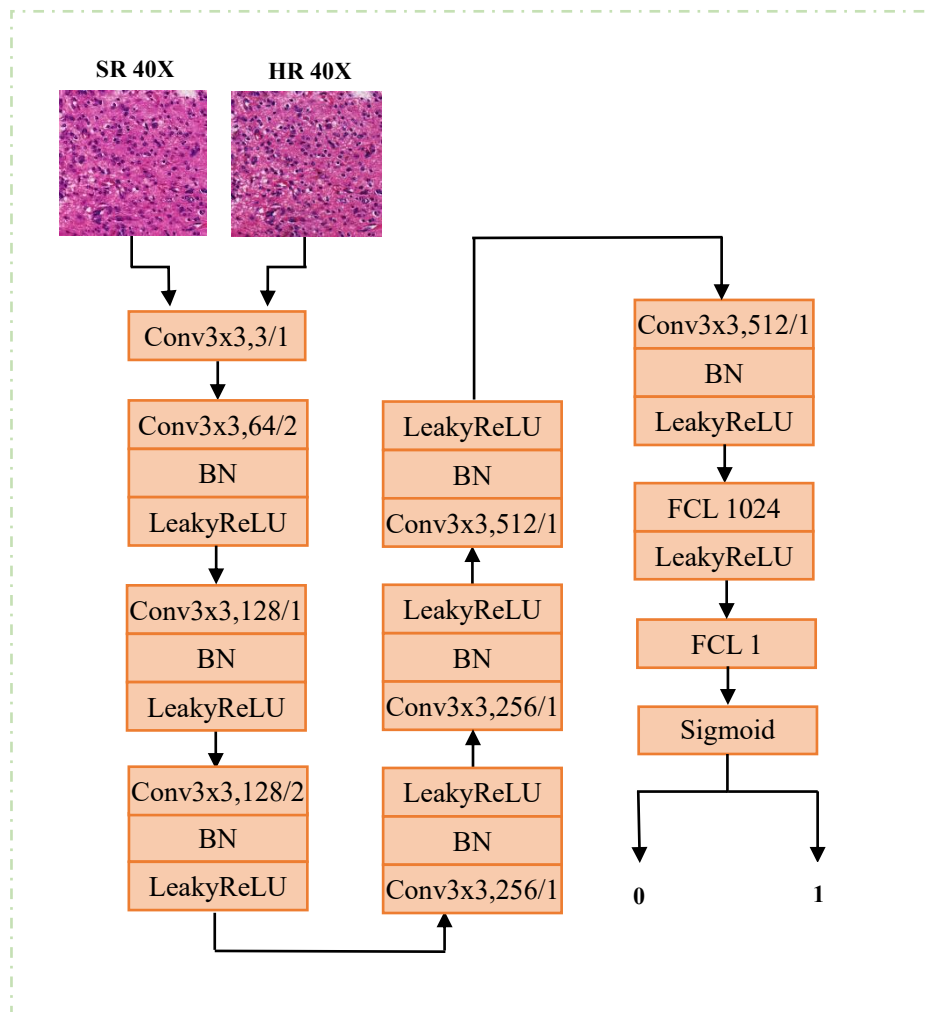 SR 40X
HR 40X
Conv3x3,3/1
Conv3x3,64/2
BN
LeakyReLU
Conv3x3,128/1
BN
LeakyReLU
Conv3x3,128/2
BN
LeakyReLU
LeakyReLU
BN
Conv3x3,512/1
LeakyReLU
BN
Conv3x3,256/1
LeakyReLU
BN
Conv3x3,256/1
Conv3x3,512/1
BN
LeakyReLU
FCL 1024
LeakyReLU
FCL 1
Sigmoid
0
1